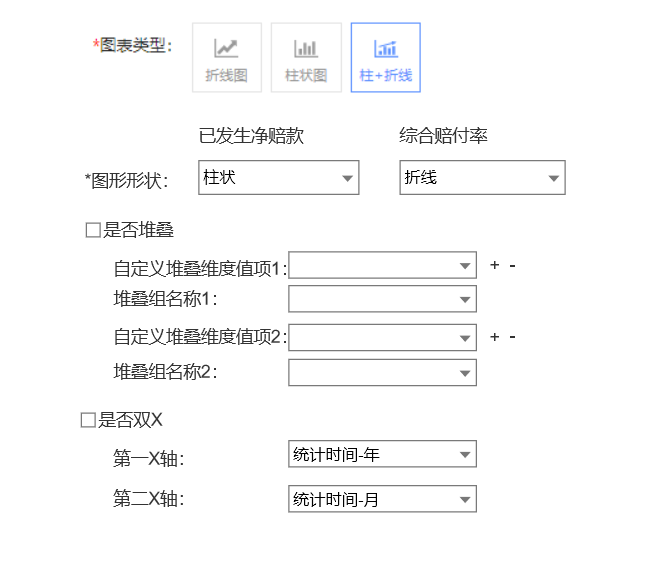 *图表类型:
折线图 柱状图 柱+折线
已发生净赔款 综合赔付率
*图形形状: 柱状 折线
是否堆叠
自定义堆叠维度值项1: + -
堆叠组名称1:
自定义堆叠维度值项2: + -
堆叠组名称2:
是否双X
第一X轴: 统计时间-年
第二X轴: 统计时间-月